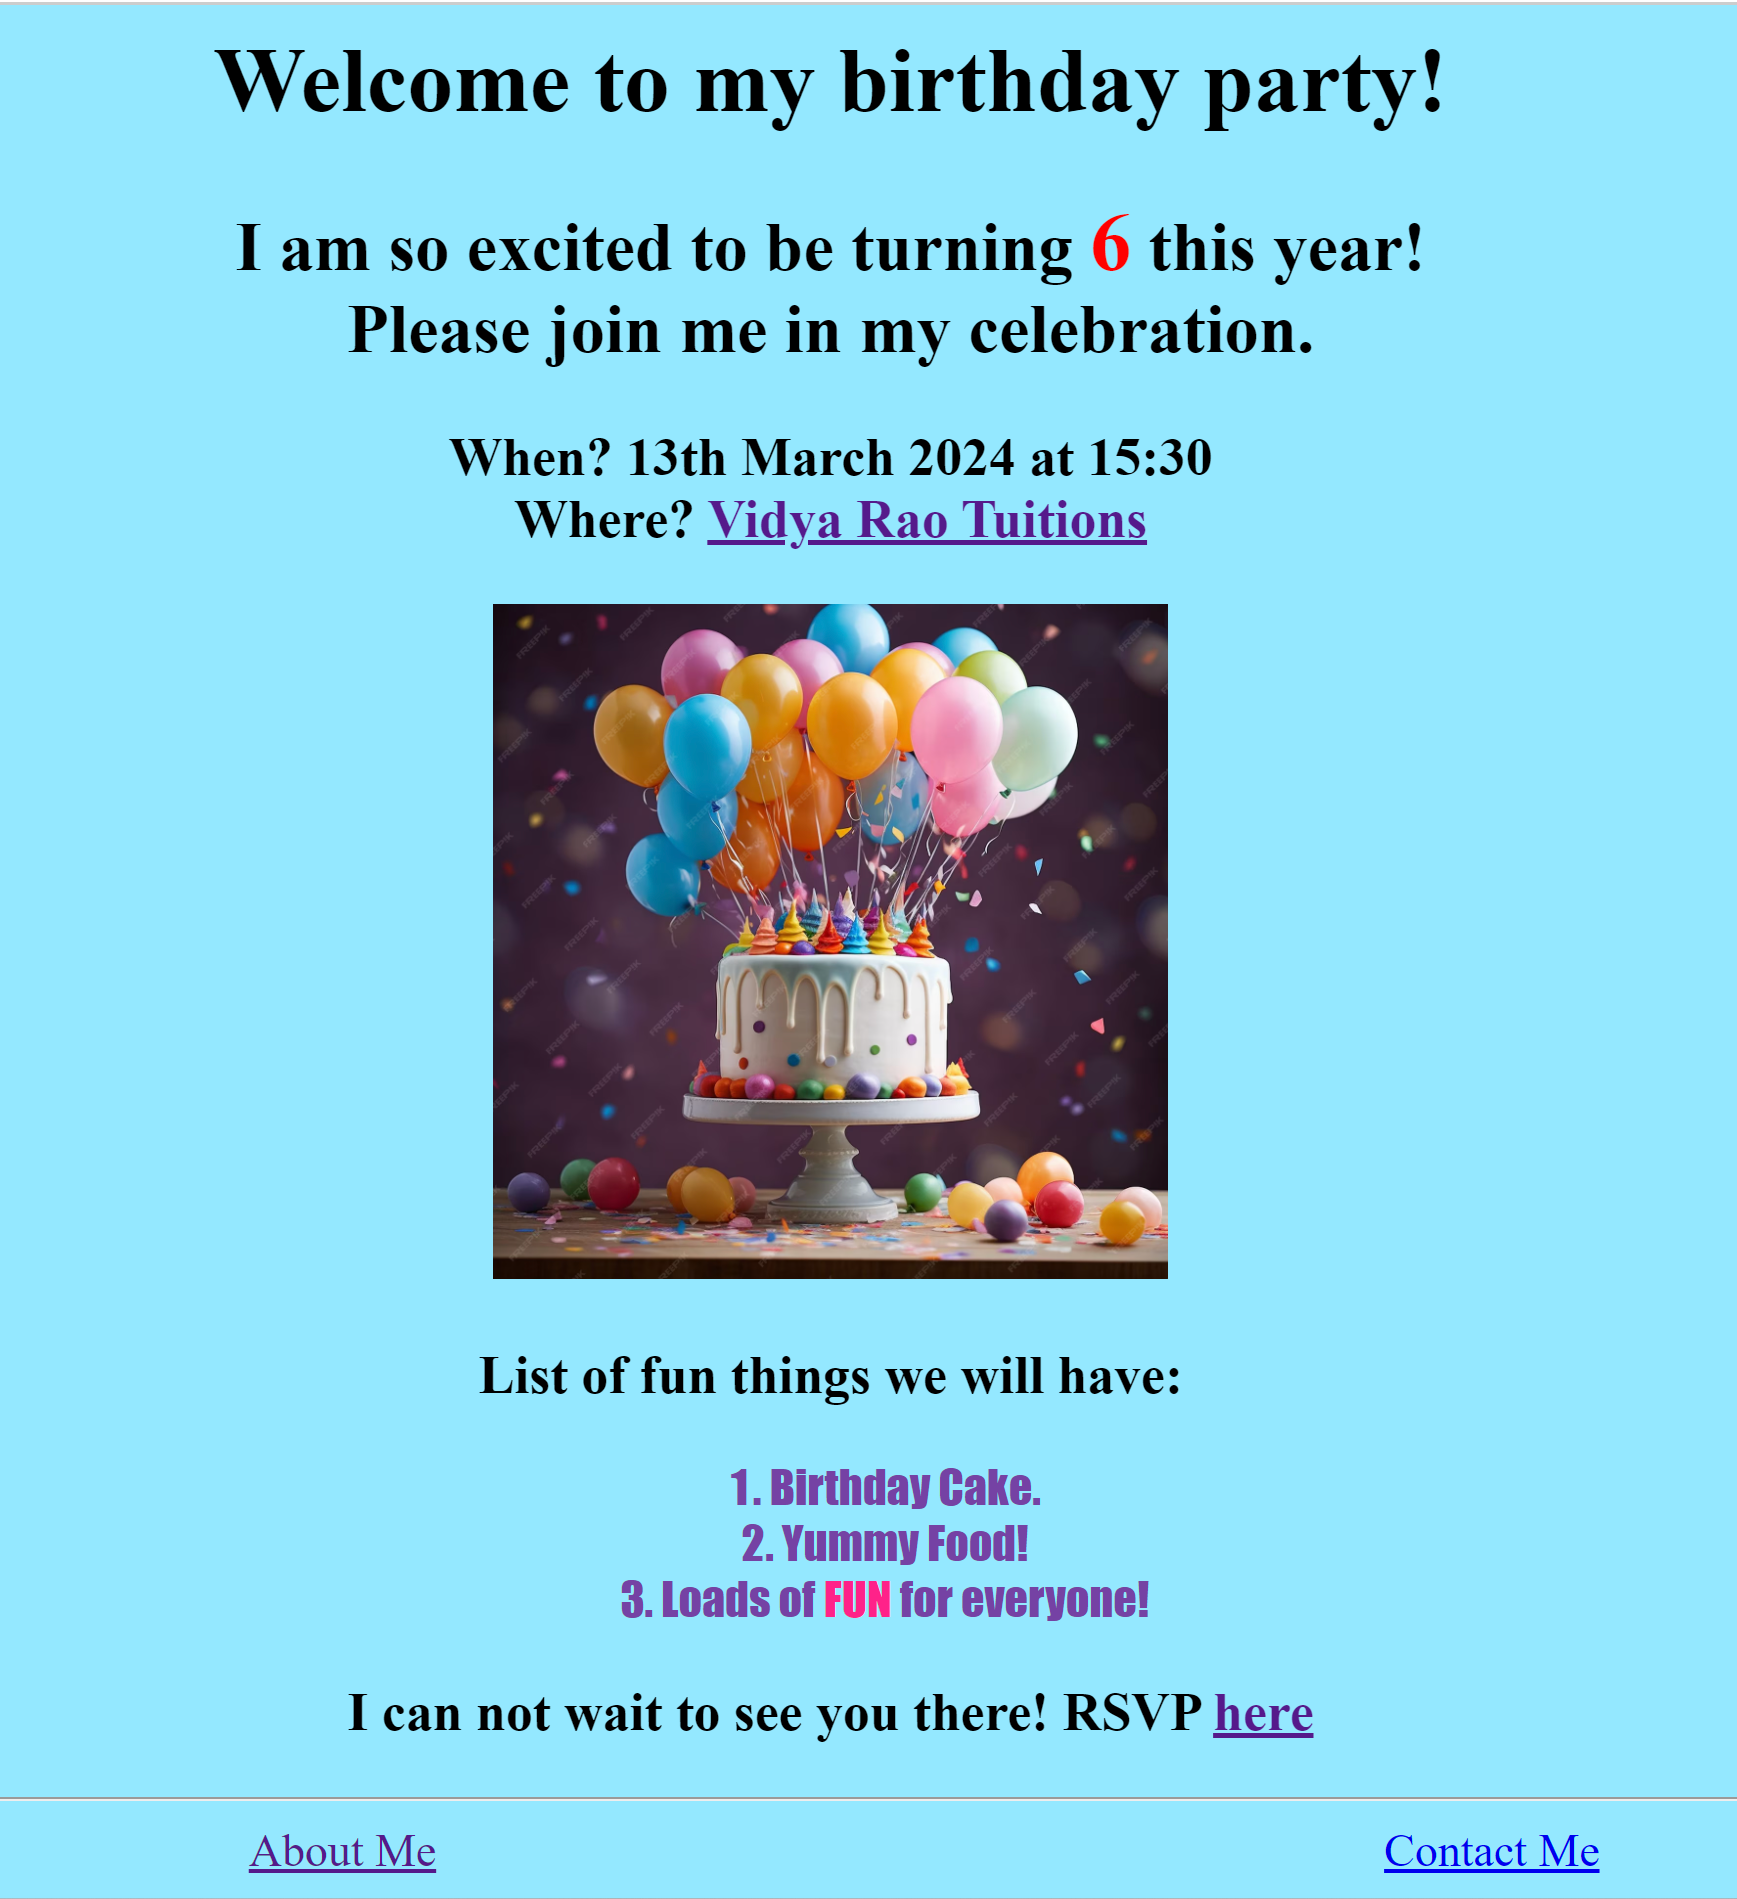 Welcome to my birthday party!
I am so excited to be turning 6 this year!
Please join me in my celebration.
When? 13th March 2024 at 15:30
Where? Vidya Rao Tuitions
List of fun things we will have:
1. Birthday Cake.
2. Yummy Food!
3. Loads of FUN for everyone!
I can not wait to see you there! RSVP here
About Me
Contact Me